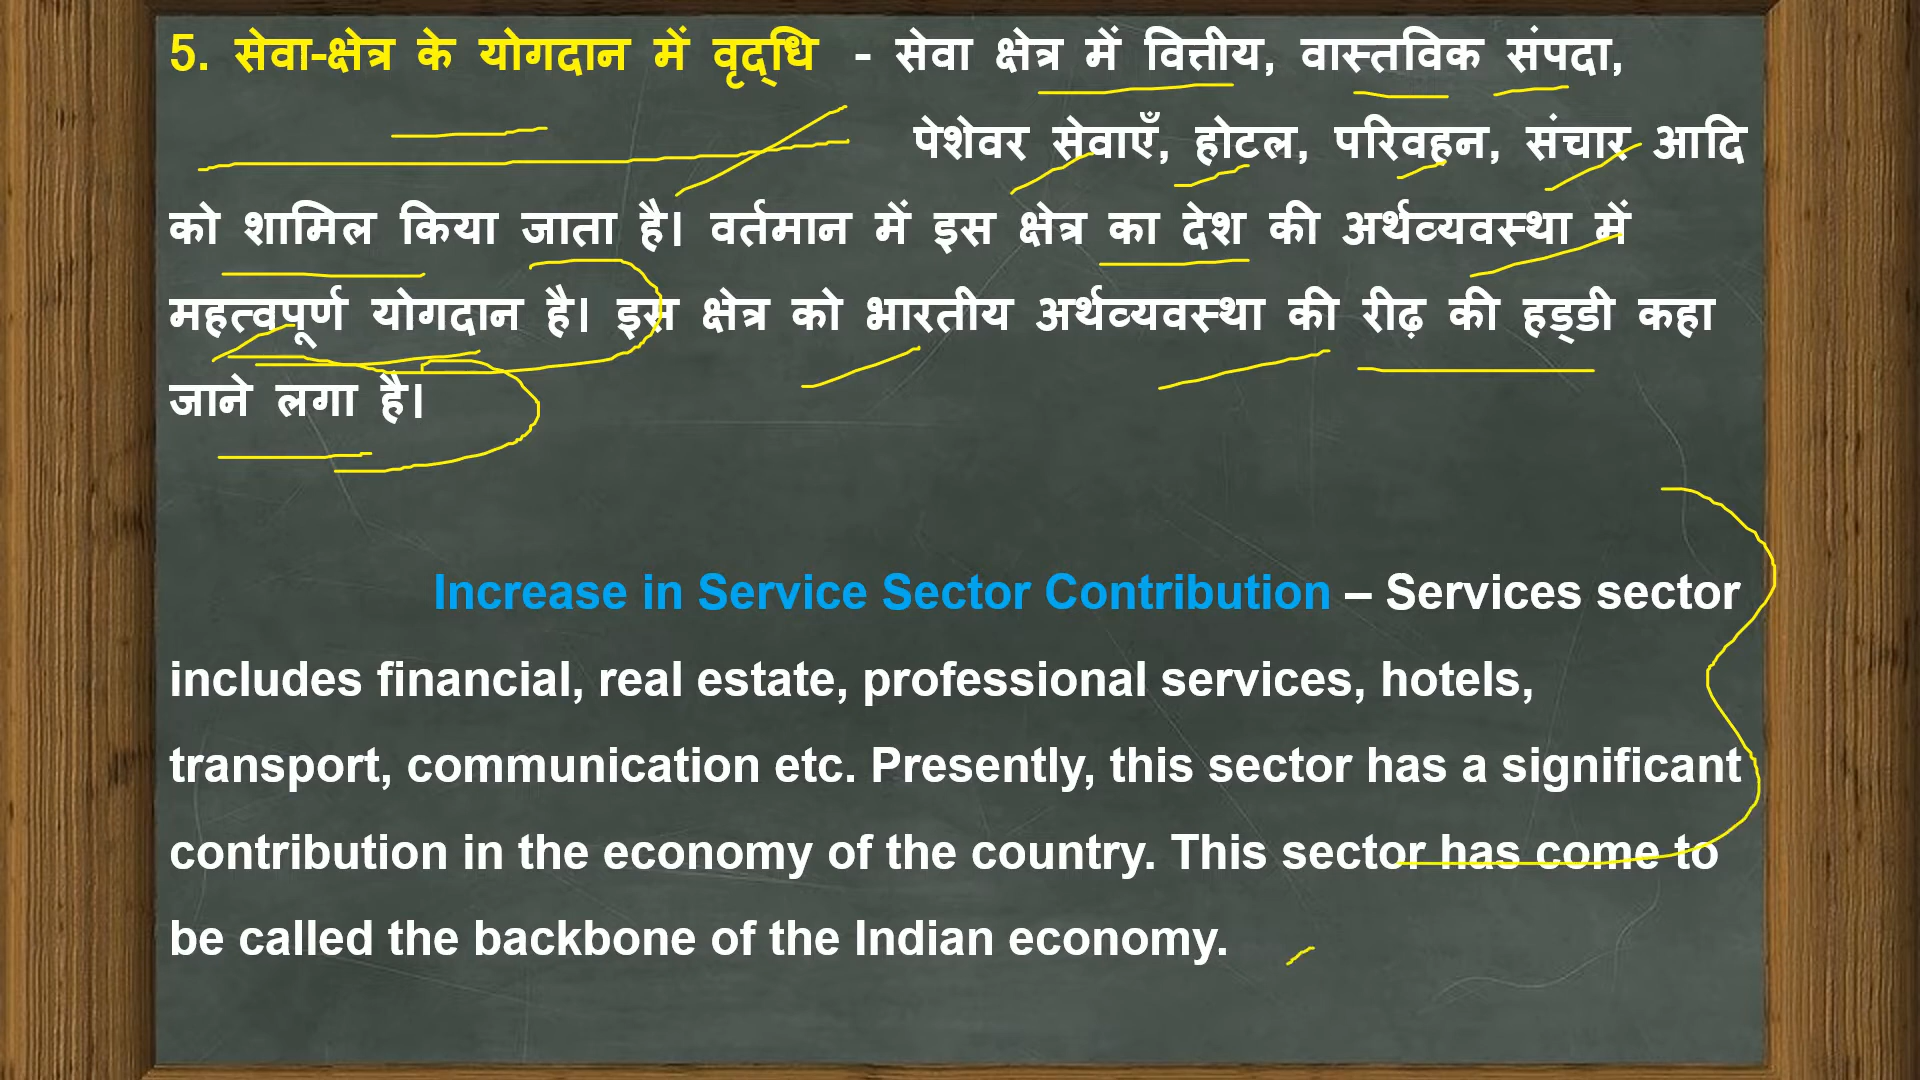 5. सेवा-क्षेत्र के योगदान में वृद्धि - सेवा क्षेत्र में वित्तीय, वास्तविक संपदा,
पेशेवर सेवाएँ, होटल, परिवहन, संचार आदि
को शामिल किया जाता है। वर्तमान में इस क्षेत्र का देश की अर्थव्यवस्था में
महत्वपूर्ण योगदान है। इस क्षेत्र को भारतीय अर्थव्यवस्था की रीढ़ की हड्डी कहा
जाने लगा है।
Increase in Service Sector Contribution – Services sector
includes financial, real estate, professional services, hotels,
transport, communication etc. Presently, this sector has a significant
contribution in the economy of the country. This sector has come to
be called the backbone of the Indian economy.